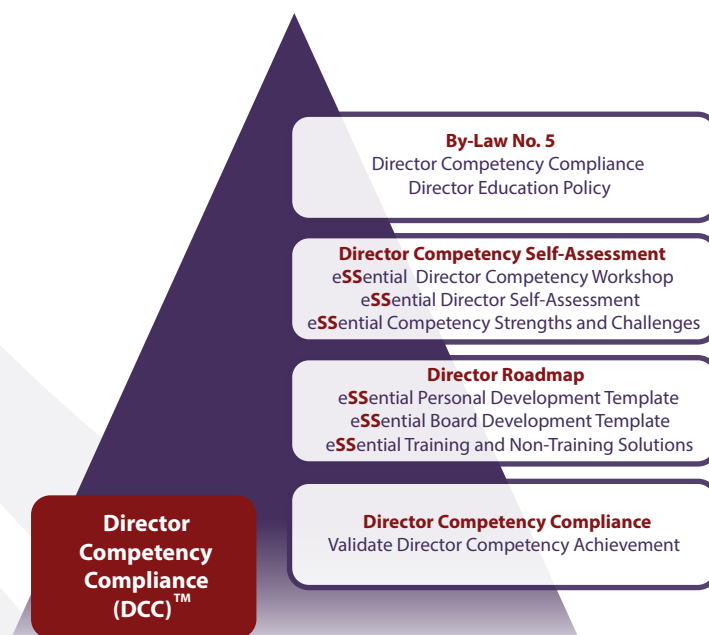 By-Law No. 5
Director Competency Compliance
Director Education Policy
Director Competency Self-Assessment
eSSential Director Competency Workshop
eSSential Director Self-Assessment
eSSential Competency Strengths and Challenges
Director Roadmap
eSSential Personal Development Template
eSSential Board Development Template
eSSential Training and Non-Training Solutions
Director Competency Compliance
Validate Director Competency Achievement
Director
Competency
Compliance
(DCC)™